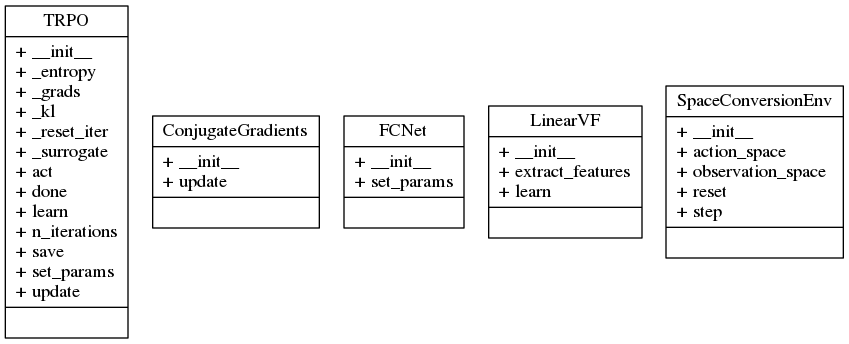 TRPO
+ __init__
+ _entropy
+ _grads
+ _kl
+ _reset_iter
+ _surrogate
+ act
+ done
+ learn
+ n_iterations
+ save
+ set_params
+ update
ConjugateGradients
+ __init__
+ update
FCNet
+ __init__
+ set_params
LinearVF
+ __init__
+ extract_features
+ learn
SpaceConversionEnv
+ __init__
+ action_space
+ observation_space
+ reset
+ step